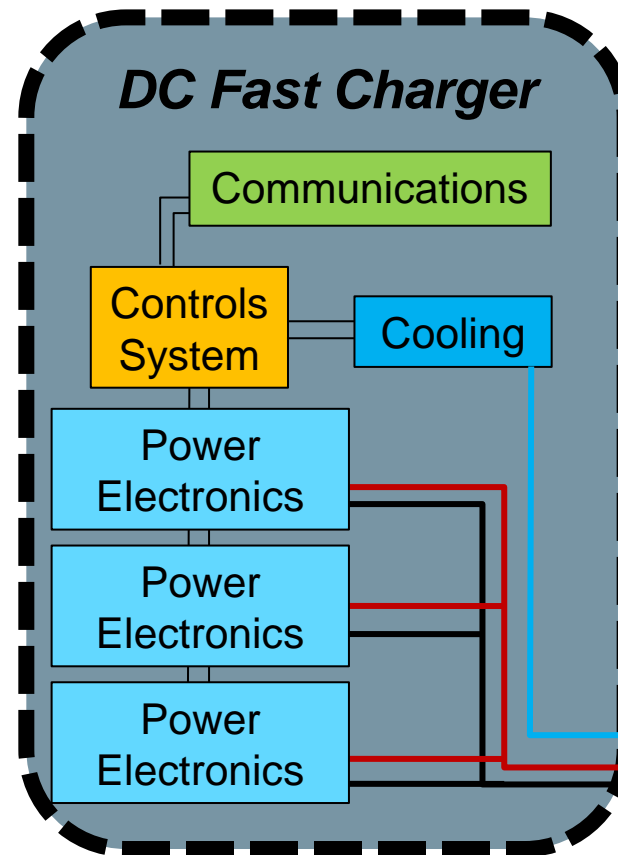 DC Fast Charger
Communications
Controls
System
Cooling
Power
Electronics
Power
Electronics
Power
Electronics